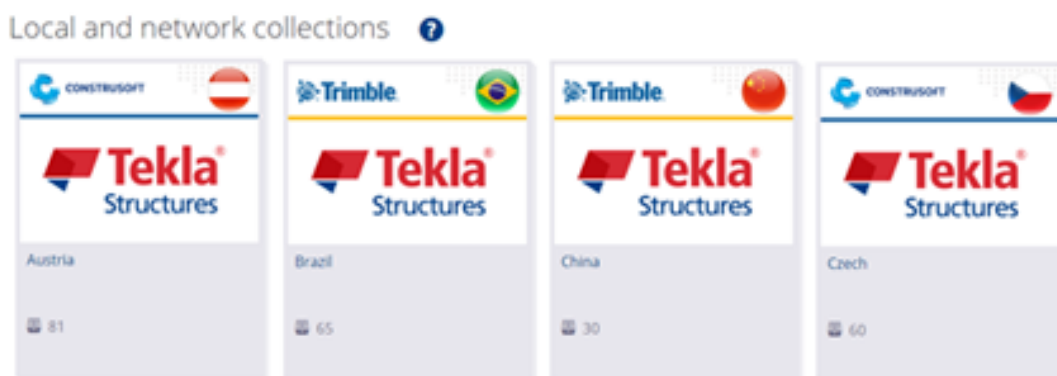 Local and network collections ?
CONSTRUSOFT
Tekla®
Structures
Austria
81
Trimble.
Tekla®
Structures
Brazil
65
Trimble.
Tekla®
Structures
China
30
CONSTRUSOFT
Tekla®
Structures
Czech
60